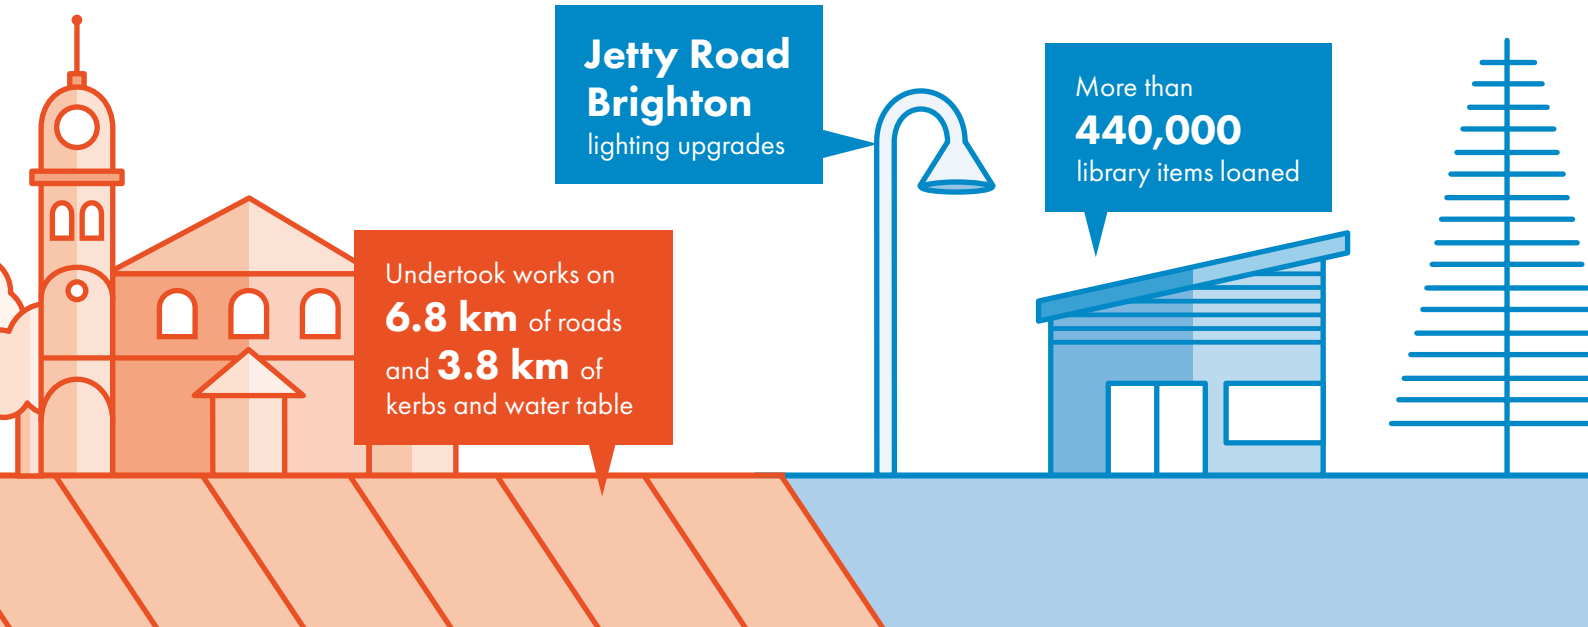 Jetty Road
Brighton
lighting upgrades
More than
440,000
library items loaned
Undertook works on
6.8 km of roads
and 3.8 km of
kerbs and water table